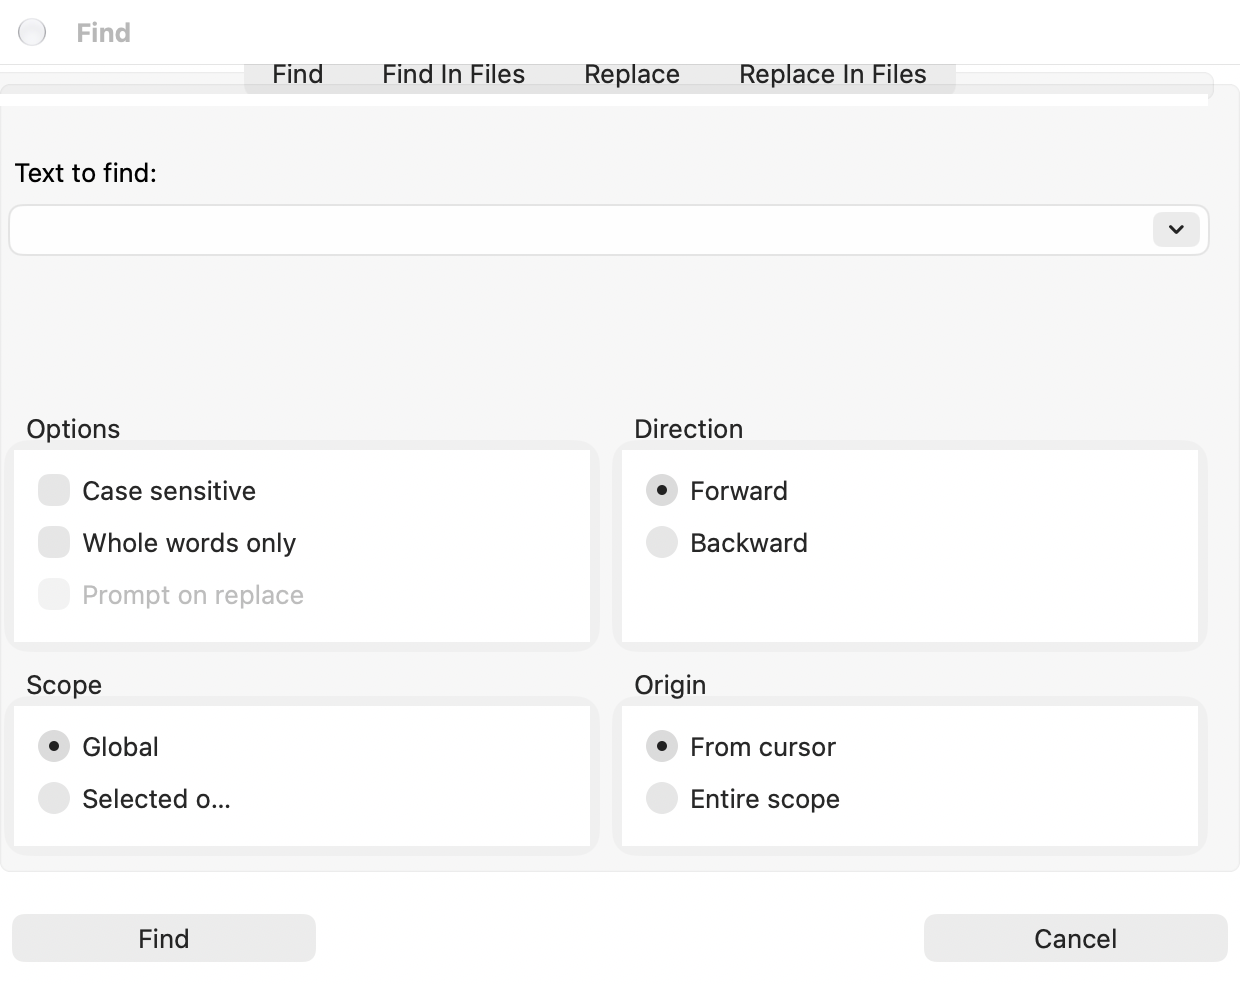 Find
Find Find In Files Replace Replace In Files
Text to find:
Options
Case sensitive
Whole words only
Prompt on replace
Direction
Forward
Backward
Scope
Global
Selected o...
Origin
From cursor
Entire scope
Find Cancel